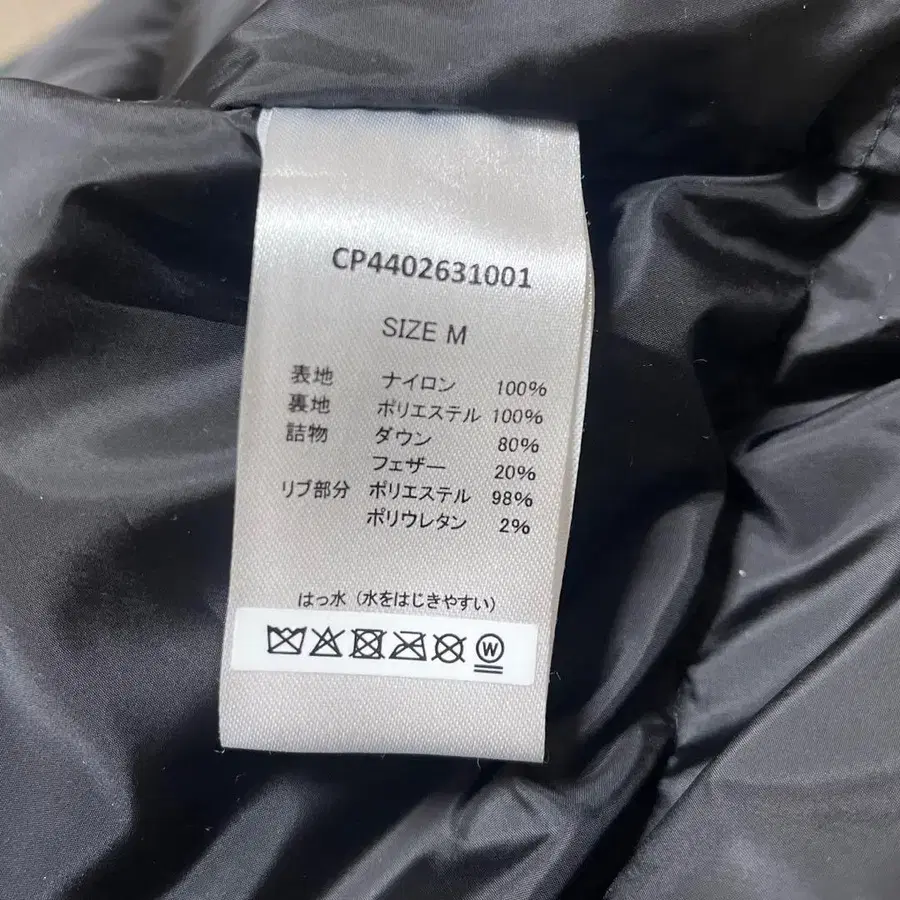 CP4402631001
SIZE M
表地 ナイロン 100%
裏地 ポリエステル 100%
詰物 ダウン 80%
フェザー 20%
リブ部分 ポリエステル 98%
ポリウレタン 2%
はっ水（水をはじきやすい）
W